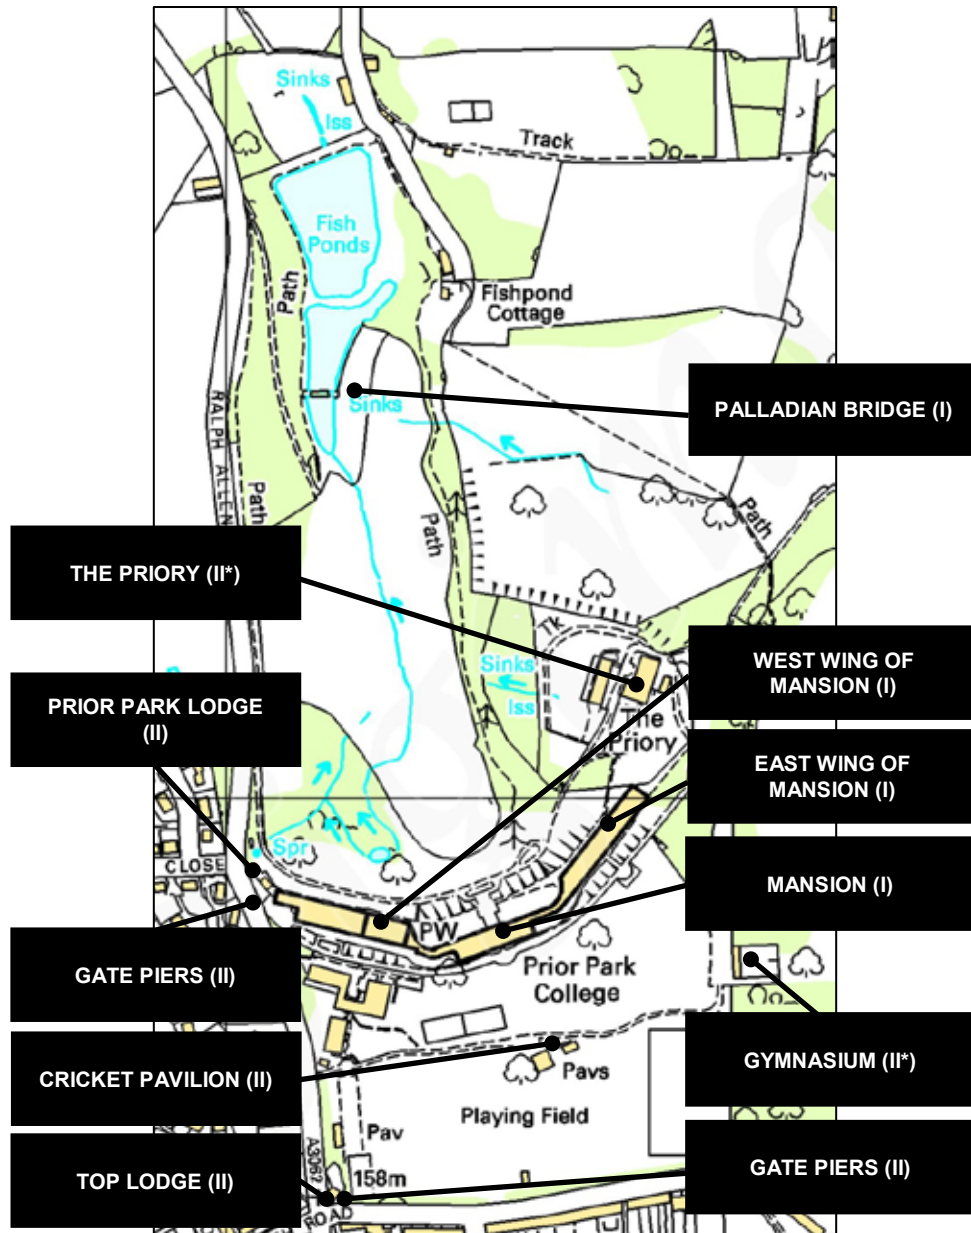 Sinks
Iss
Track
Fish
Ponds
Path
Fishpond
Cottage
RALPH ALLEN
PALLADIAN BRIDGE (I)
Sinks
Path
Path
Path
THE PRIORY (II*)
Tk
WEST WING OF
MANSION (I)
Sinks
Iss
The
Priory
PRIOR PARK LODGE
(II)
EAST WING OF
MANSION (I)
Spr
CLOSE
MANSION (I)
PW
GATE PIERS (II)
Prior Park
College
CRICKET PAVILION (II)
Pavs
GYMNASIUM (II*)
Playing Field
Pav
A3062
158m
TOP LODGE (II)
GATE PIERS (II)
ROAD